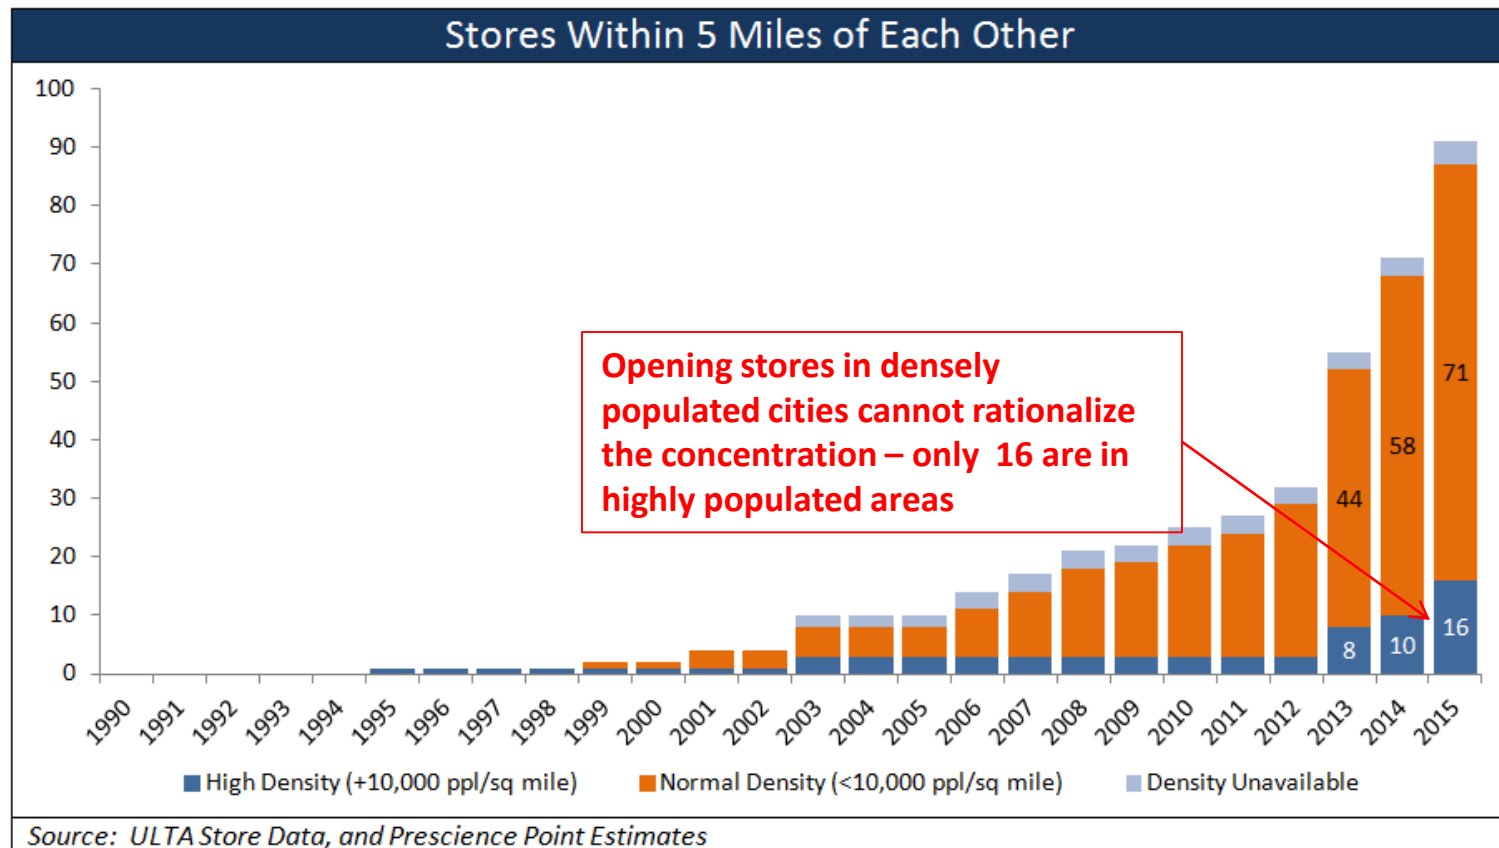 Stores Within 5 Miles of Each Other
100
90
80
70
60
50
40
30
20
10
0
Opening stores in densely
populated cities cannot rationalize
the concentration – only 16 are in
highly populated areas
44
8
58
10
71
16
1990 1991 1992 1993 1994 1995 1996 1997 1998 1999 2000 2001 2002 2003 2004 2005 2006 2007 2008 2009 2010 2011 2012 2013 2014 2015
High Density (+10,000 ppl/sq mile) Normal Density (<10,000 ppl/sq mile) Density Unavailable
Source: ULTA Store Data, and Prescience Point Estimates